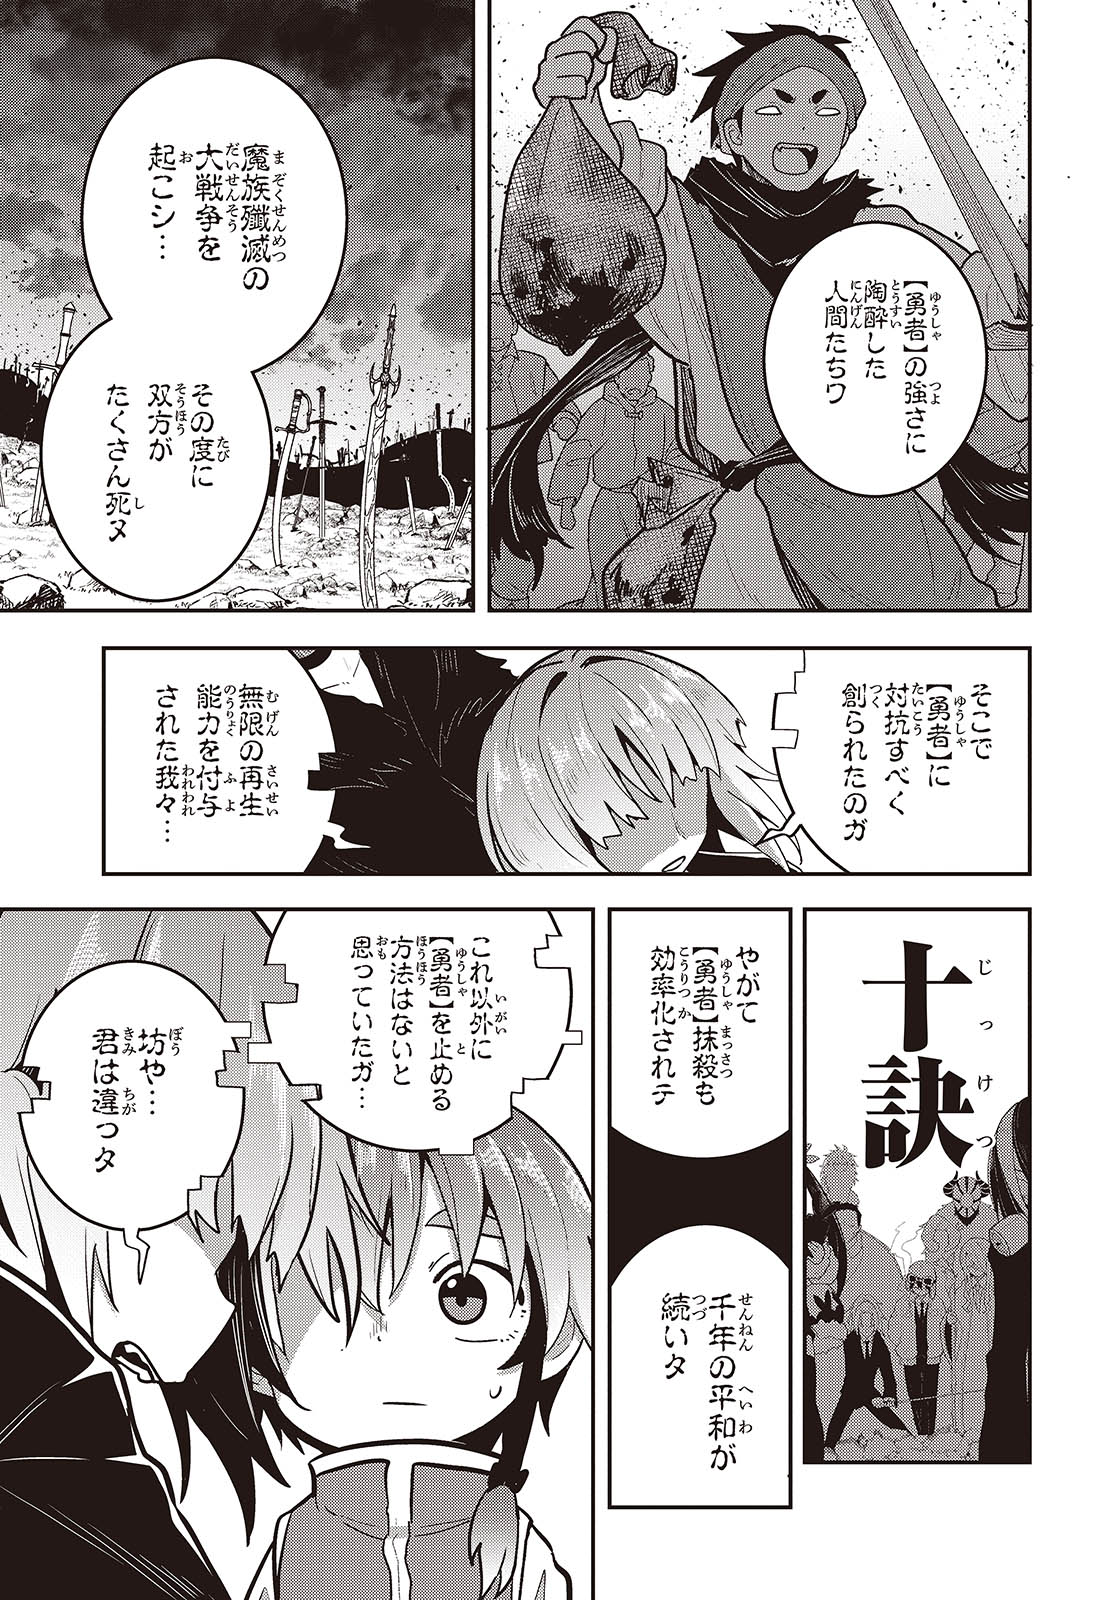 【勇者】の強さに
陶酔した
人間たちワ
魔族殲滅の
大戦争を
起こシ…
その度に
双方が
たくさん死ヌ
そこで
【勇者】に
対抗すべく
創られたのガ
無限の再生
能力を付与
された我々…
十訣
じっけつ
やがて
【勇者】抹殺も
効率化されテ
千年の平和が
続いタ
これ以外に
【勇者】を止める
方法はないと
思っていたガ…
坊や…
君は違っタ